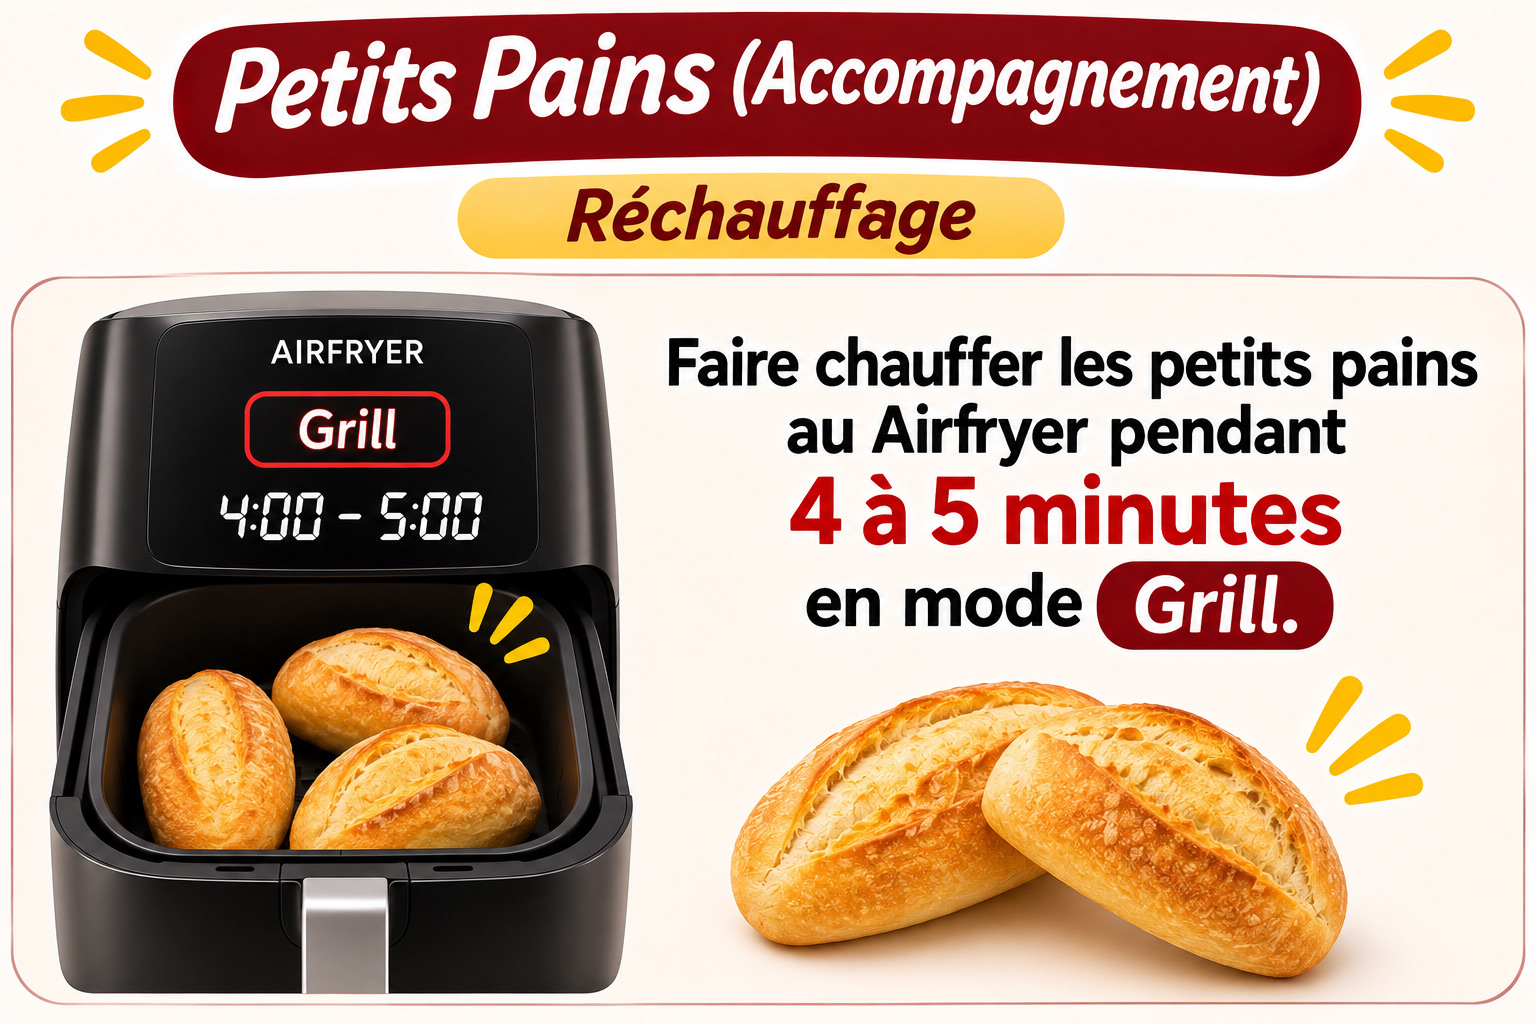 Petits Pains (Accompagnement)
Réchauffage
AIRFRYER
Grill
4:00 - 5:00
Faire chauffer les petits pains
au Airfryer pendant
4 à 5 minutes
en mode Grill.